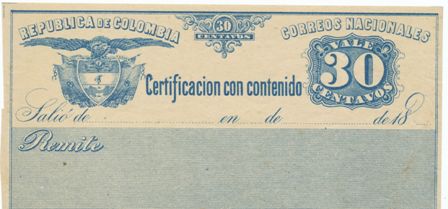 REPUBLICA DE COLOMBIA
30
CENTAVOS
CORREOS NACIONALES
Certificacion con contenido
VALE
30
CENTAVOS
Salió de en de de 18
Remite